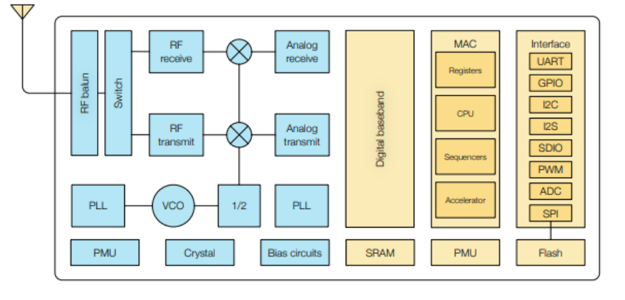 RF balun
Switch
RF
receive
Analog
receive
RF
transmit
Analog
transmit
PLL
VCO
1/2
PLL
PMU
Crystal
Bias circuits
Digital baseband
SRAM
MAC
Registers
CPU
Sequencers
Accelerator
PMU
Interface
UART
GPIO
I2C
I2S
SDIO
PWM
ADC
SPI
Flash